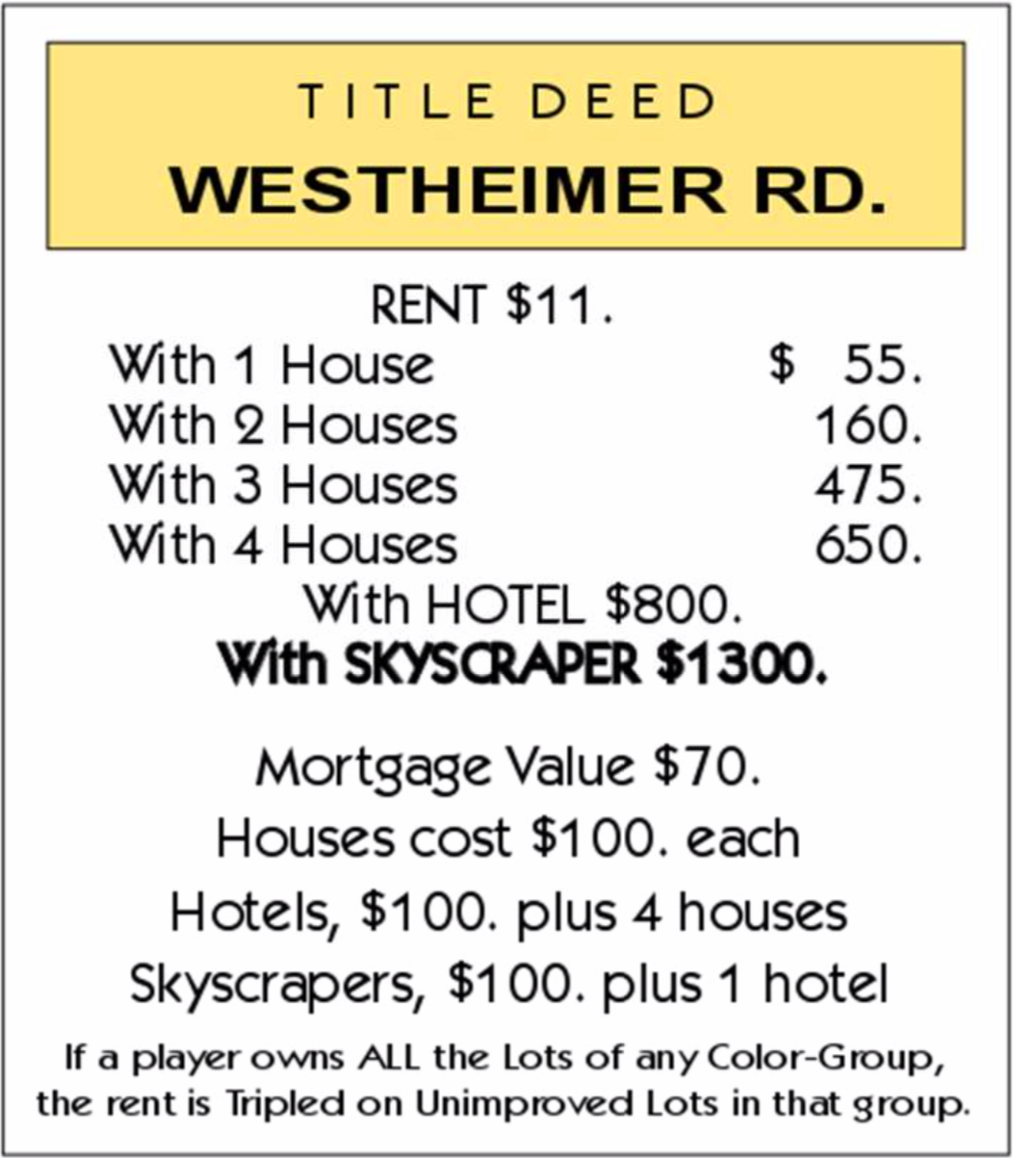 TITLE DEED
WESTHEIMER RD.
RENT $11.
With 1 House $ 55.
With 2 Houses 160.
With 3 Houses 475.
With 4 Houses 650.
With HOTEL $800.
With SKYSCRAPER $1300.
Mortgage Value $70.
Houses cost $100. each
Hotels, $100. plus 4 houses
Skyscrapers, $100. plus 1 hotel
If a player owns ALL the Lots of any Color-Group,
the rent is Tripled on Unimproved Lots in that group.